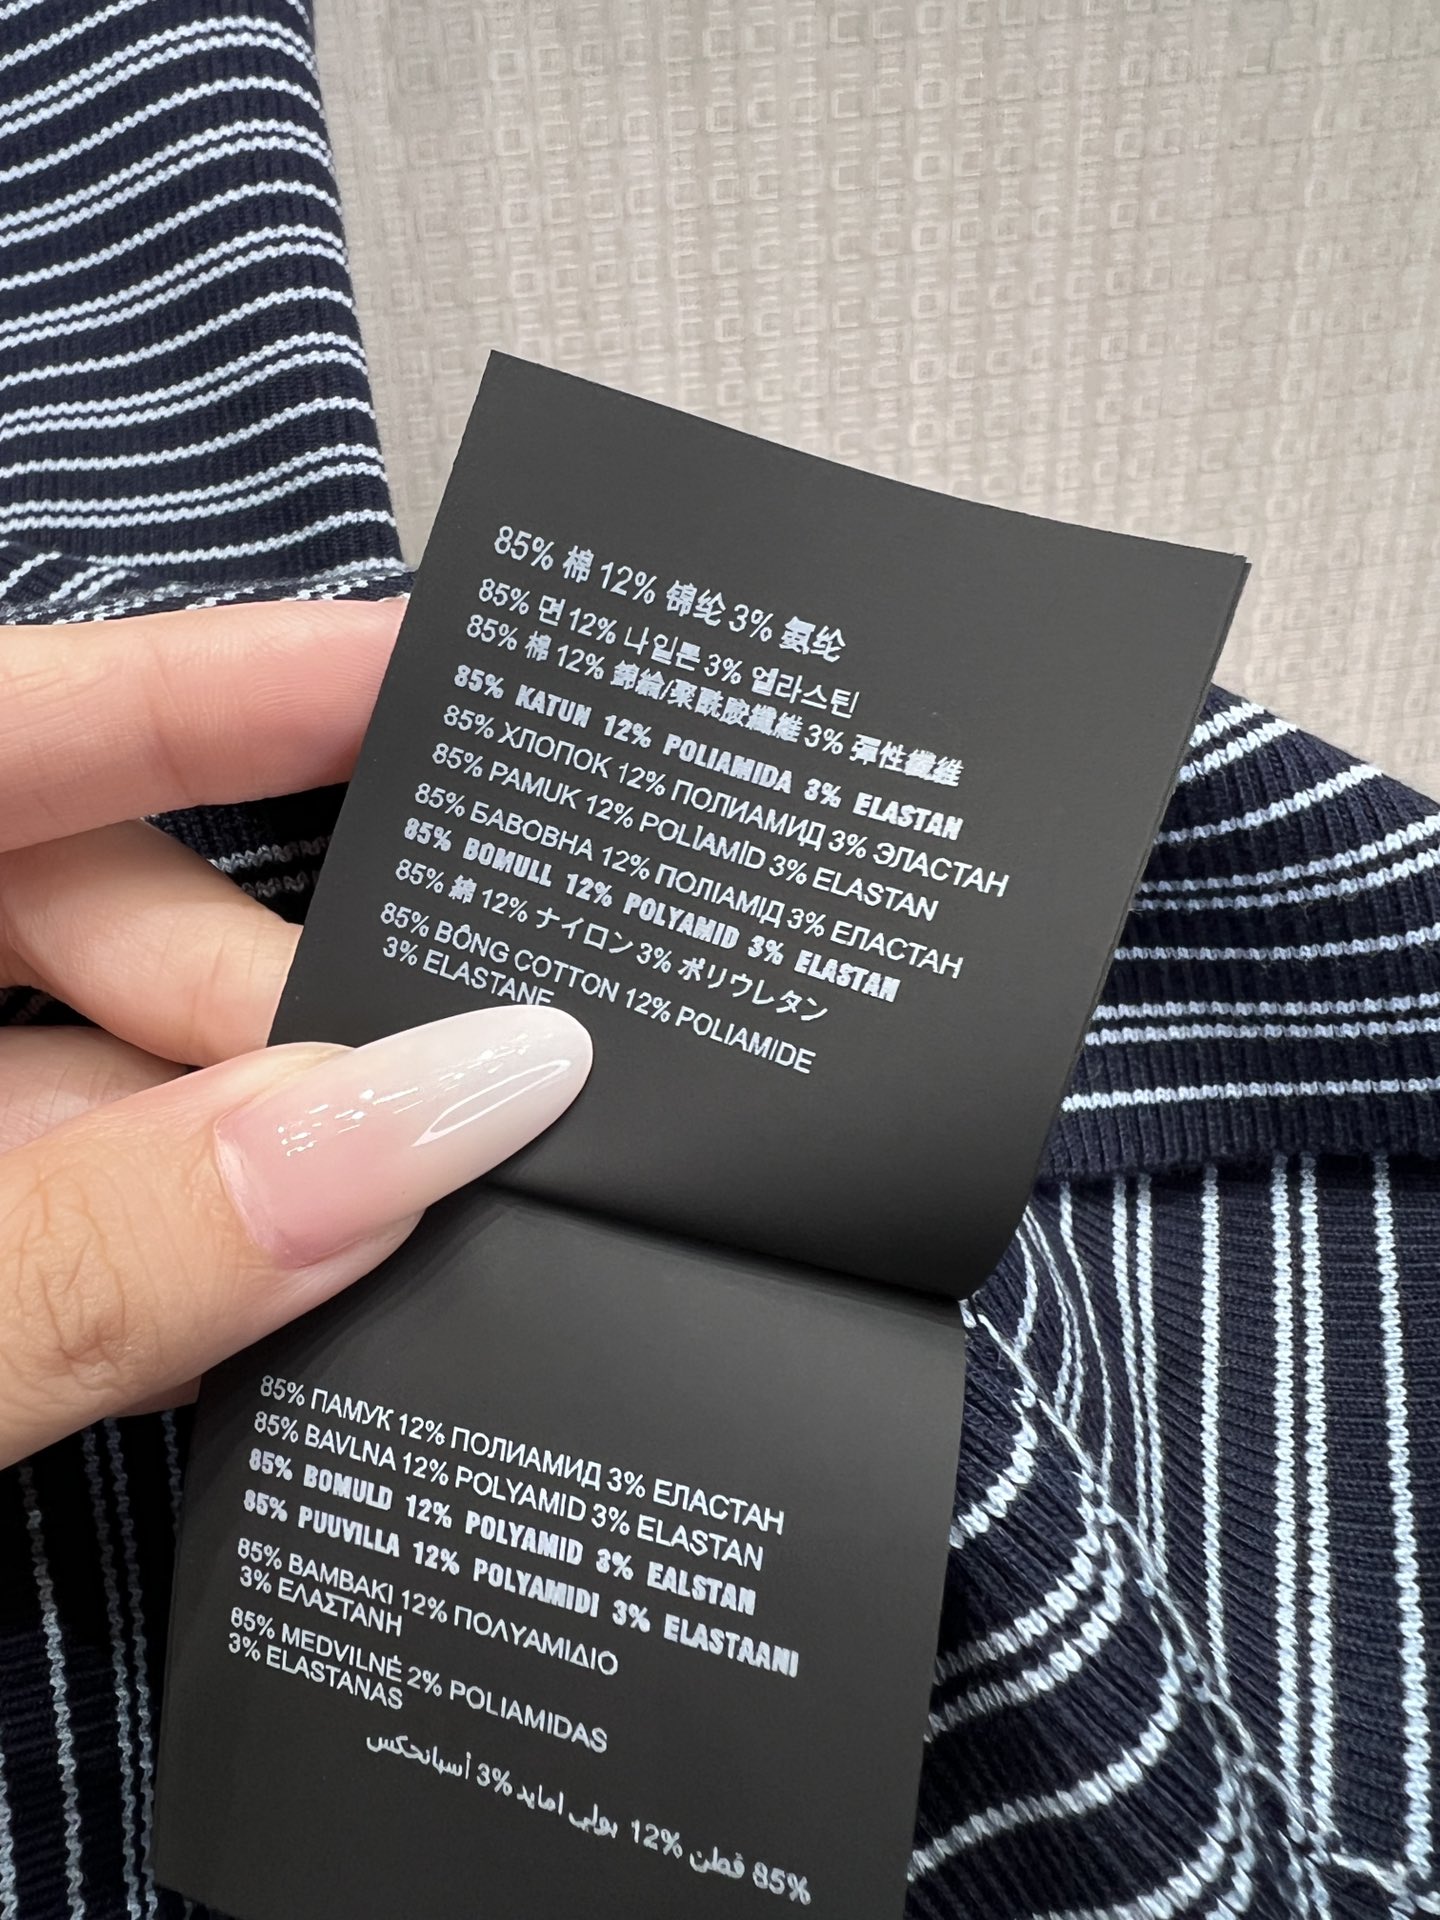 85% 棉 12% 锦纶 3% 氨纶
85% 면 12% 나일론 3% 엘라스틴
85% 棉 12% 錦綸/聚酰胺纖維 3% 彈性纖維
85% KATUN 12% POLIAMIDA 3% ELASTAN
85% ХЛОПОК 12% ПОЛИАМИД 3% ЭЛАСТАН
85% PAMUK 12% POLIAMİD 3% ELASTAN
85% БАВОВНА 12% ПОЛІАМІД 3% ЕЛАСТАН
85% BOMULL 12% POLYAMID 3% ELASTAN
85% 綿 12% ナイロン 3% ポリウレタン
85% BÔNG COTTON 12% POLIAMIDE
3% ELASTANE
85% ПАМУК 12% ПОЛИАМИД 3% ЕЛАСТАН
85% BAVLNA 12% POLYAMID 3% ELASTAN
85% BOMULD 12% POLYAMID 3% EALSTAN
85% PUUVILLA 12% POLYAMIDI 3% ELASTAANI
85% BAMBAKI 12% ΠΟΛΥΑΜΙΔΙΟ
3% ΕΛΑΣΤΑΝΗ
85% MEDVILNĖ 2% POLIAMIDAS
3% ELASTANAS
85% قطن 12% بولي امايد 3% أسبانحكس